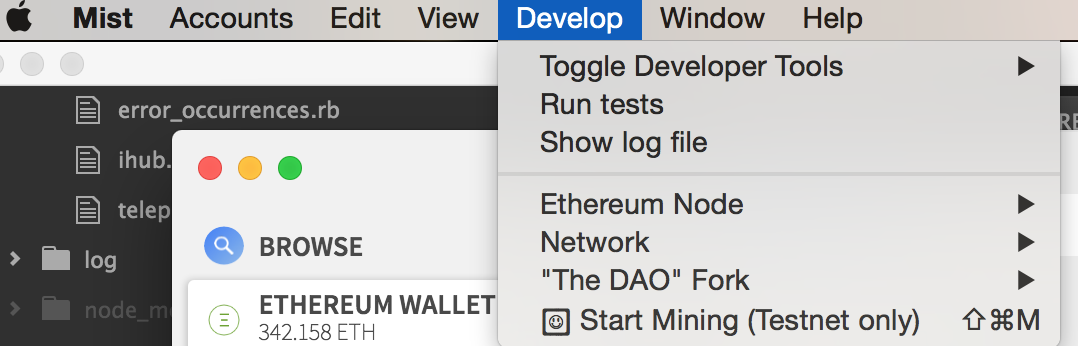 Mist Accounts Edit View Develop Window Help
Toggle Developer Tools
error_occurrences.rb
Run tests
Show log file
ihub.
telep
Ethereum Node
BROWSE
Network
log
"The DAO" Fork
ETHEREUM WALLET
342.158 ETH
node_m
Start Mining (Testnet only) ⇧⌘M